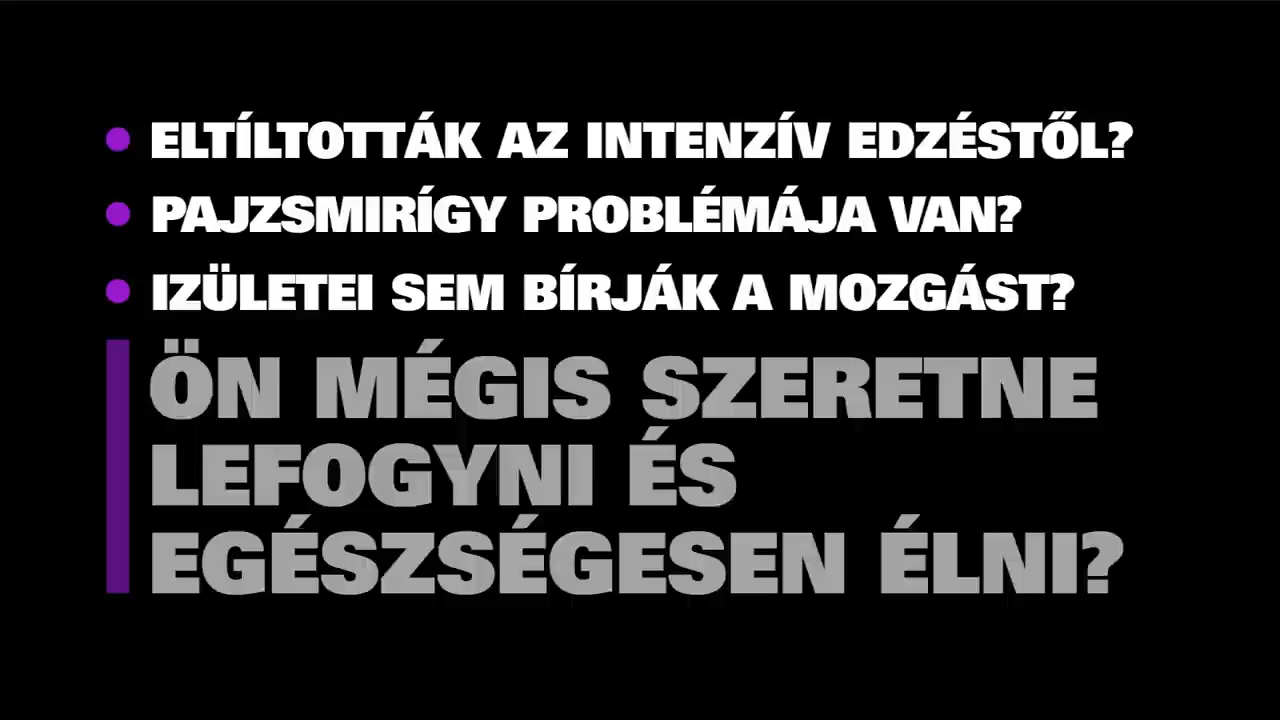 ELTÍLTOTTÁK AZ INTENZÍV EDZÉSTŐL?
PAJZSMIRÍGY PROBLÉMÁJA VAN?
IZÜLETEI SEM BÍRJÁK A MOZGÁST?
ÖN MÉGIS SZERETNE
LEFOGYNI ÉS
EGÉSZSÉGESEN ÉLNI?